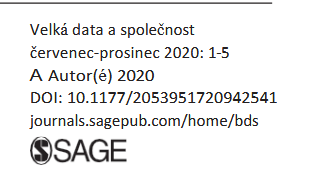 Velká data a společnost
červenec-prosinec 2020: 1-5
A Autor(é) 2020
DOI: 10.1177/2053951720942541
journals.sagepub.com/home/bds
SSAGE